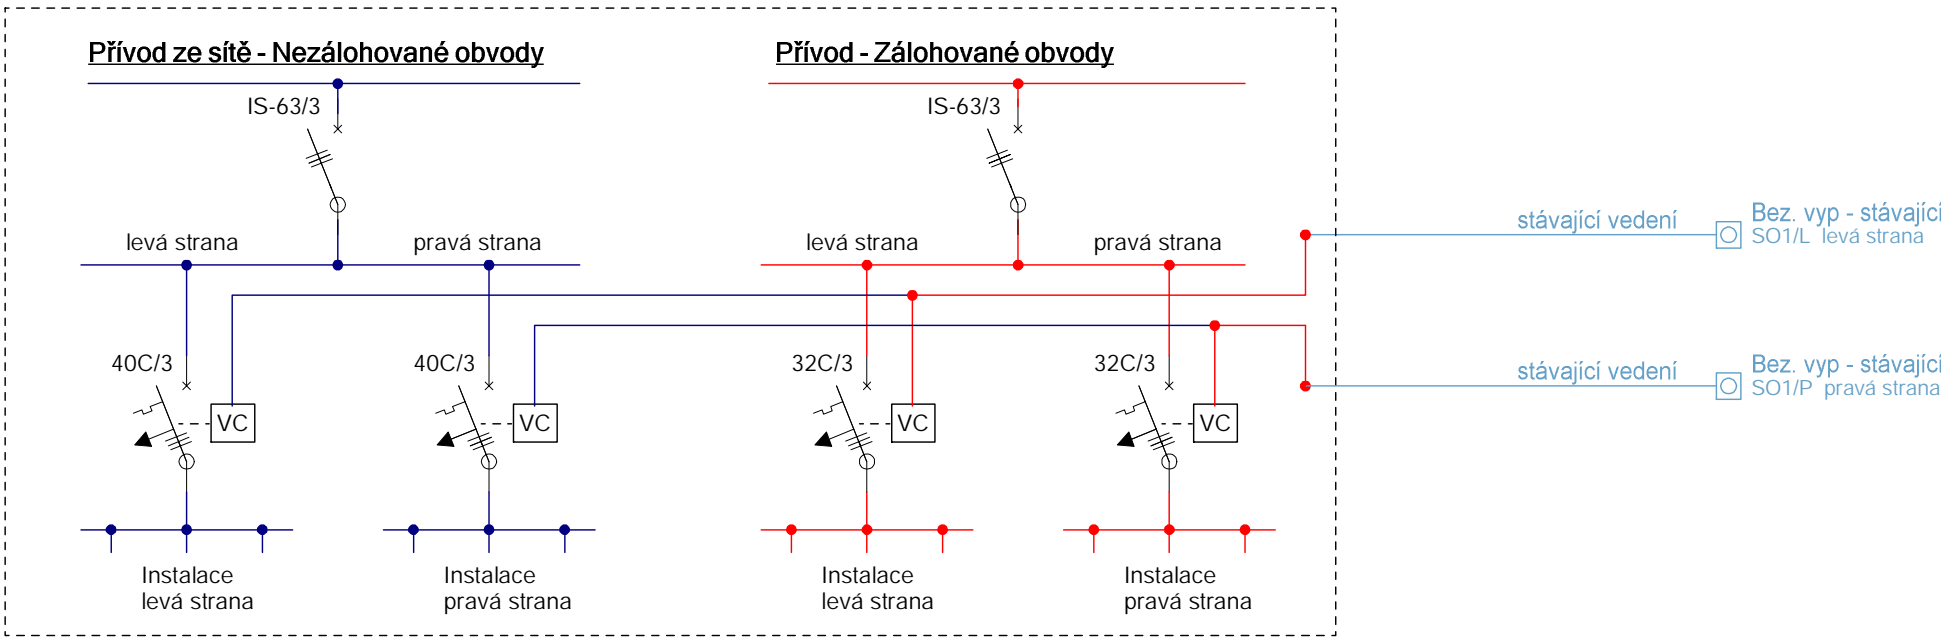 Přívod ze sítě - Nezálohované obvody
Přívod - Zálohované obvody
IS-63/3
IS-63/3
levá strana
pravá strana
levá strana
pravá strana
stávající vedení
Bez. vyp - stávající
SO1/L levá strana
40C/3
40C/3
32C/3
32C/3
stávající vedení
Bez. vyp - stávající
SO1/P pravá strana
VC
VC
VC
VC
Instalace
levá strana
Instalace
pravá strana
Instalace
levá strana
Instalace
pravá strana